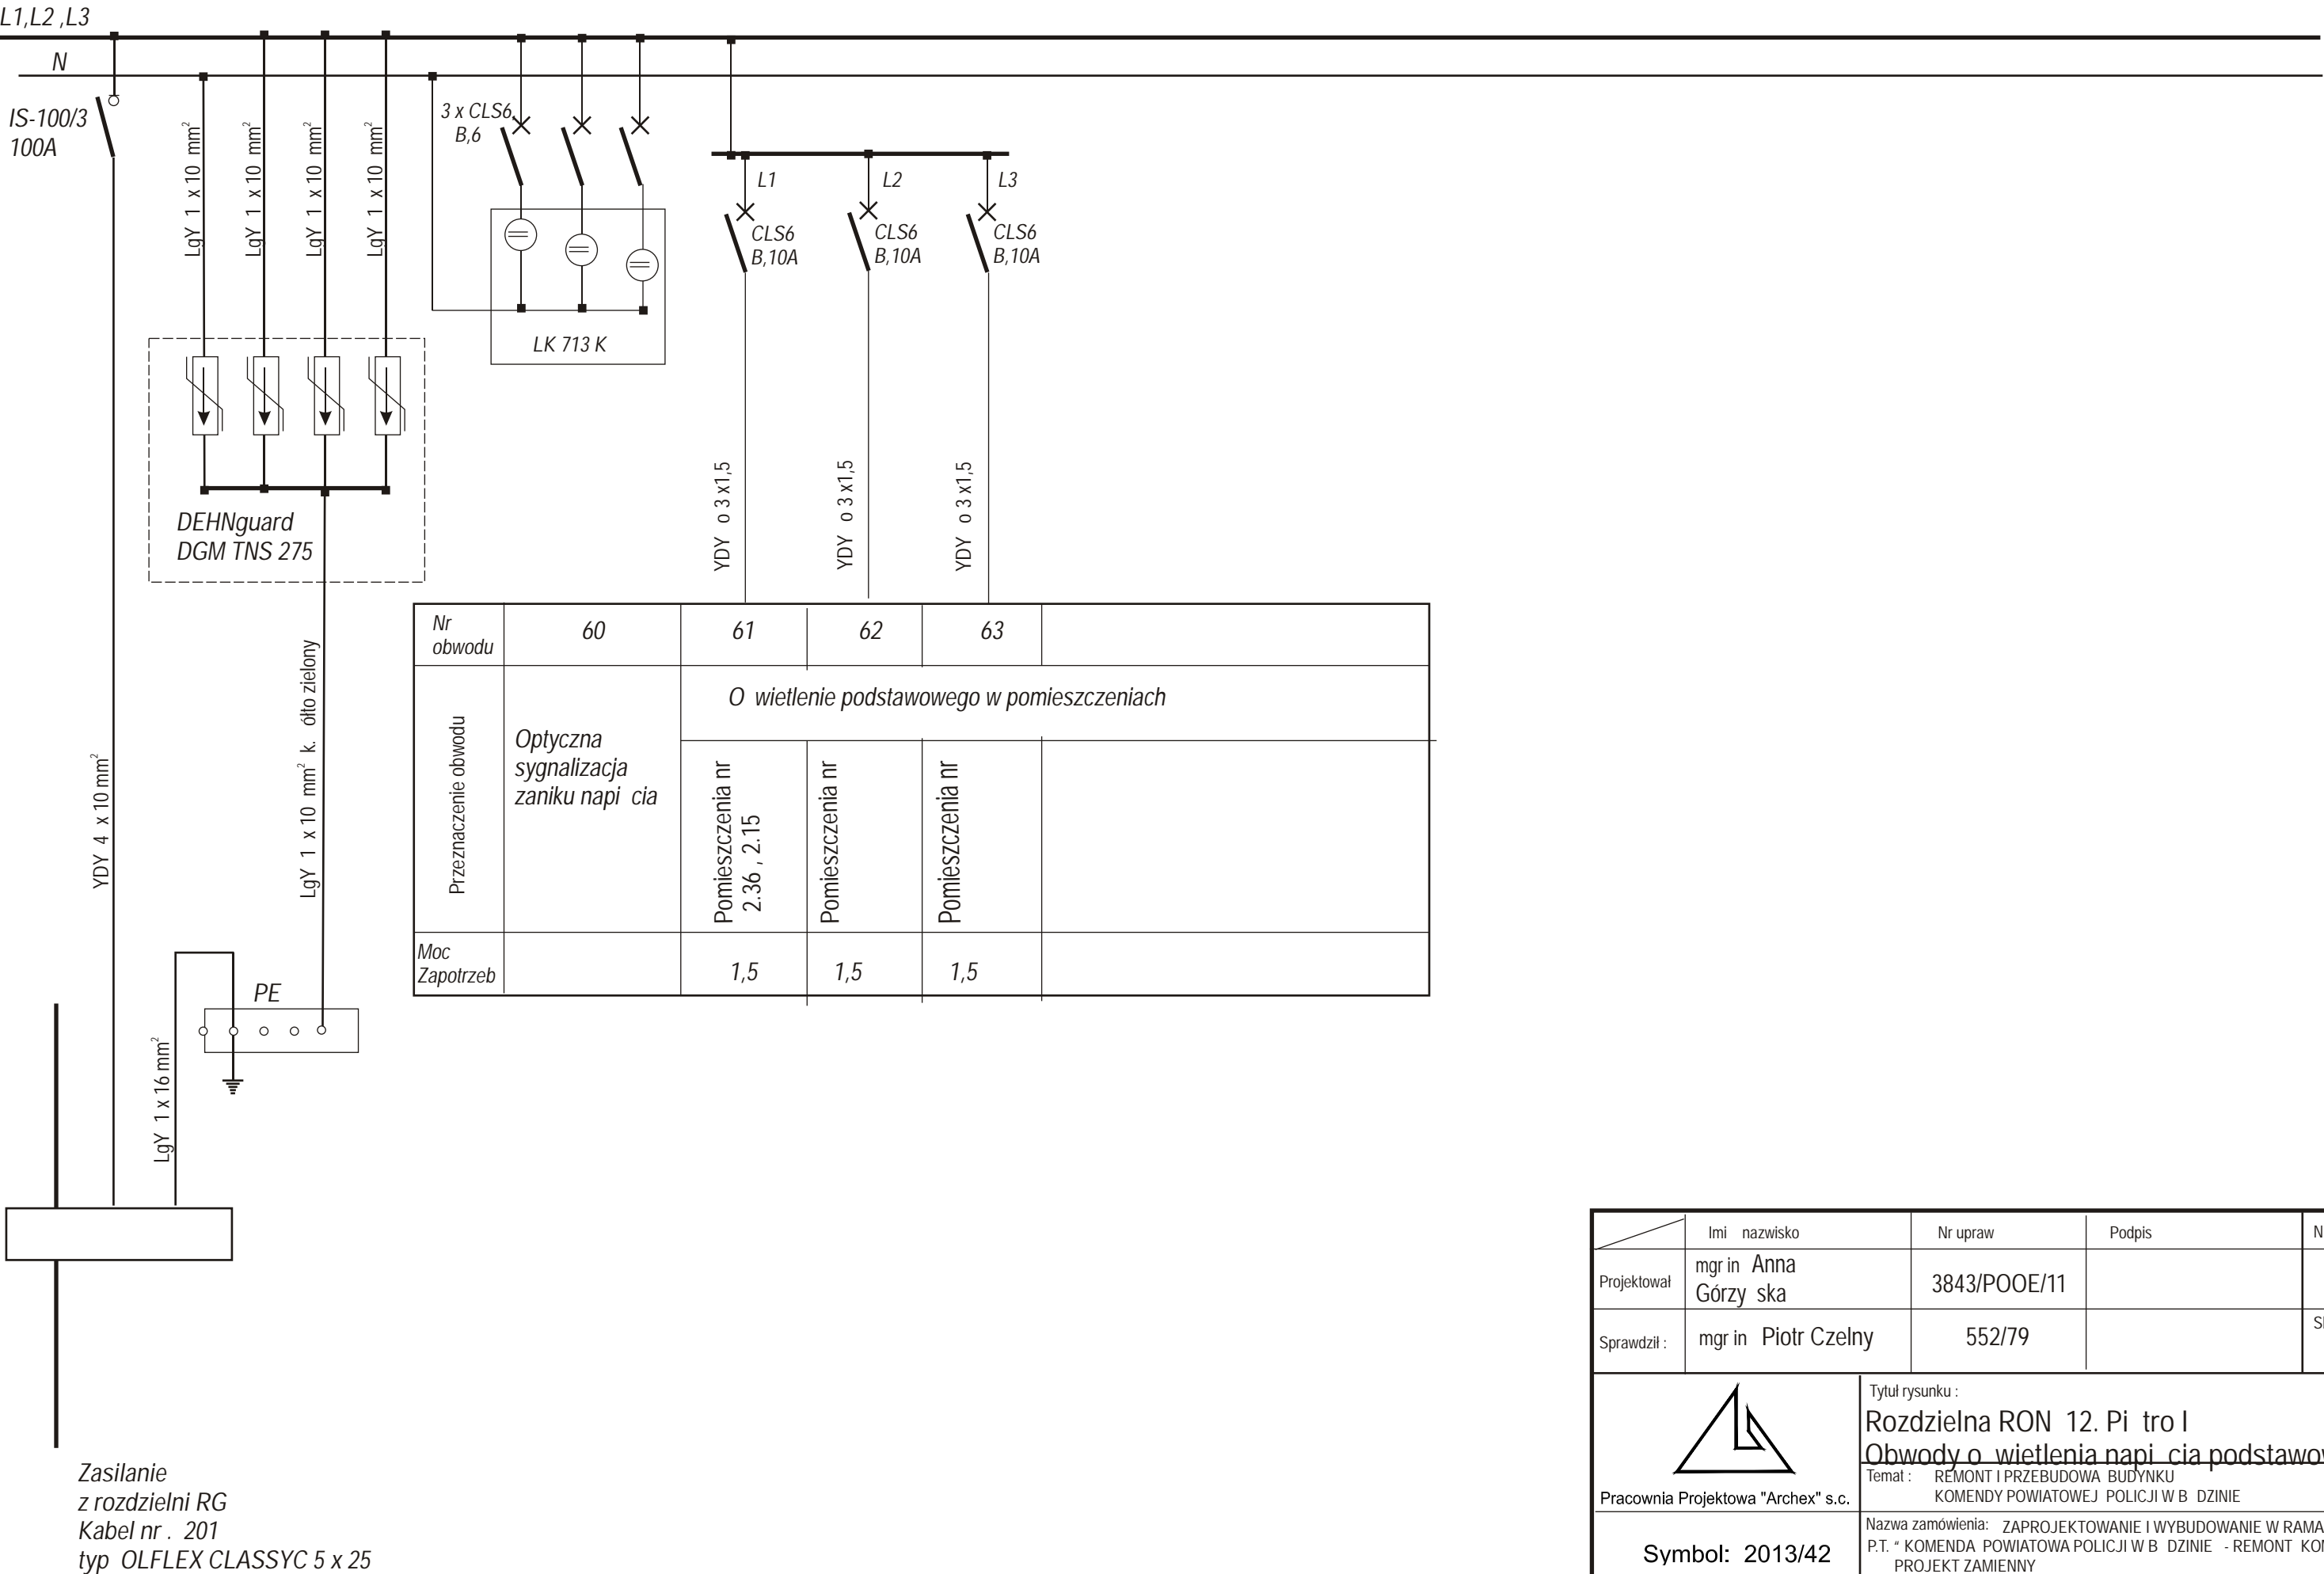 L1,L2 ,L3
N
IS-100/3
100A
LgY 1 x 10 mm²
LgY 1 x 10 mm²
LgY 1 x 10 mm²
LgY 1 x 10 mm²
3 x CLS6,
B,6
L1
L2
L3
CLS6
B,10A
CLS6
B,10A
CLS6
B,10A
LK 713 K
DEHNguard
DGM TNS 275
YDY o 3 x1,5
YDY o 3 x1,5
YDY o 3 x1,5
YDY 4 x 10 mm²
LgY 1 x 10 mm² k. ółto zielony
LgY 1 x 16 mm²
PE
Nr
obwodu
60
61
62
63
Przeznaczenie obwodu
Optyczna
sygnalizacja
zaniku napi cia
O wietlenie podstawowego w pomieszczeniach
Pomieszczenia nr
2.36 , 2.15
Pomieszczenia nr
Pomieszczenia nr
Moc
Zapotrzeb
1,5
1,5
1,5
Zasilanie
z rozdzielni RG
Kabel nr . 201
typ OLFLEX CLASSYC 5 x 25
Imi nazwisko
Nr upraw
Podpis
N
Projektował
mgr in Anna
Górzy ska
3843/POOE/11
Sprawdził :
mgr in Piotr Czelny
552/79
Pracownia Projektowa "Archex" s.c.
Symbol: 2013/42
Tytuł rysunku :
Rozdzielna RON 12. Pi tro I
Obwody o wietlenia napi cia podstawo
Temat : REMONT I PRZEBUDOWA BUDYNKU
KOMENDY POWIATOWEJ POLICJI W B DZINIE
Nazwa zamówienia: ZAPROJEKTOWANIE I WYBUDOWANIE W RAMA
P.T. “ KOMENDA POWIATOWA POLICJI W B DZINIE - REMONT KO
PROJEKT ZAMIENNY